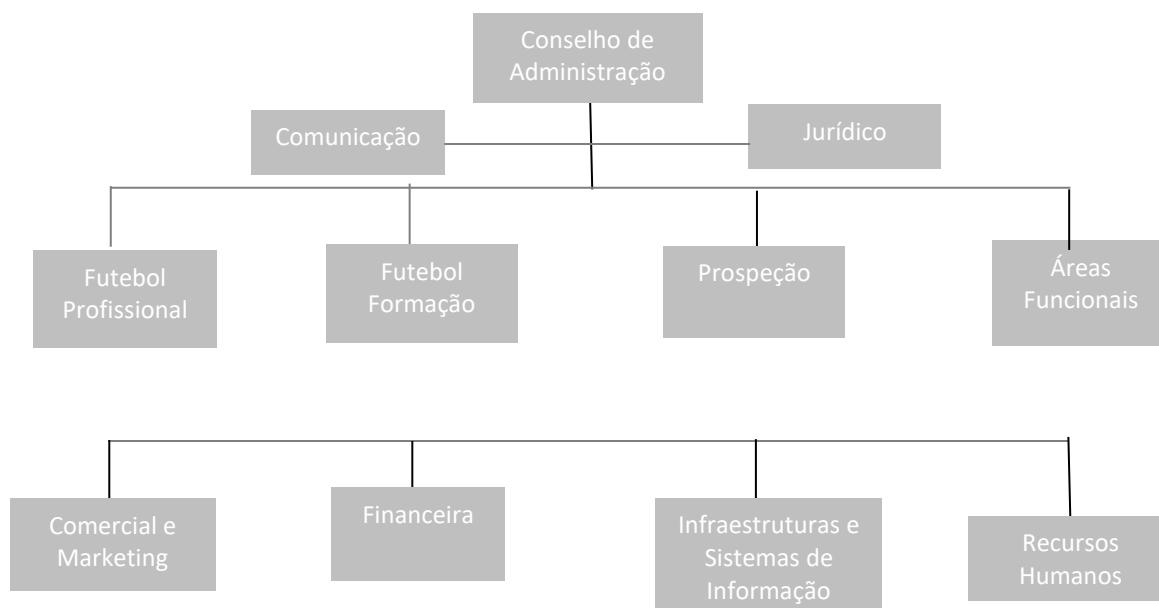 Conselho de
Administração
Comunicação
Jurídico
Futebol
Profissional
Futebol
Formação
Prospeção
Áreas
Funcionais
Comercial e
Marketing
Financeira
Infraestruturas e
Sistemas de
Informação
Recursos
Humanos